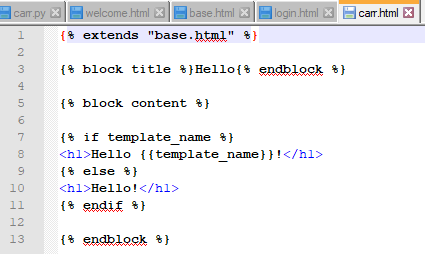 carr.py welcome.html base.html login.html carr.html
1 {% extends "base.html" %}
2
3 {% block title %}Hello{% endblock %}
4
5 {% block content %}
6
7 {% if template_name %}
8 <h1>Hello {{template_name}}!</h1>
9 {% else %}
10 <h1>Hello!</h1>
11 {% endif %}
12
13 {% endblock %}